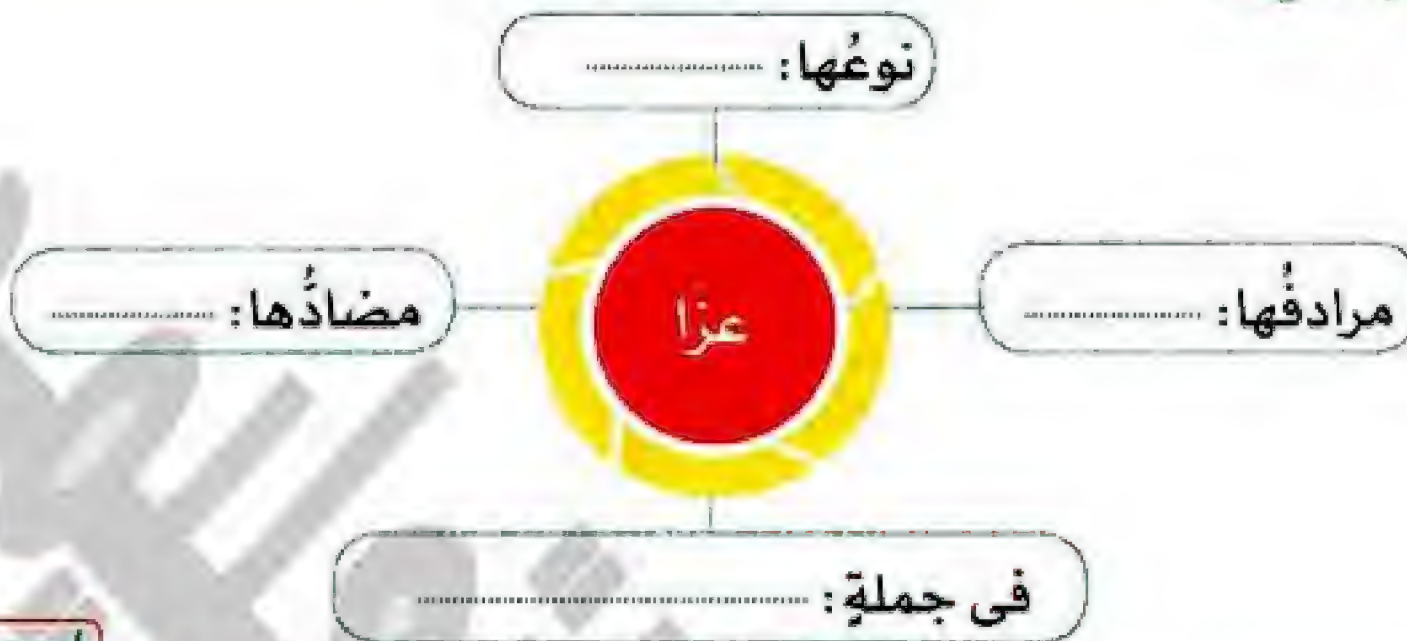 نوعُها: ..................
مرادفُها: ..................
عزا
مضادُّها: ..................
فى جملةٍ: ..................